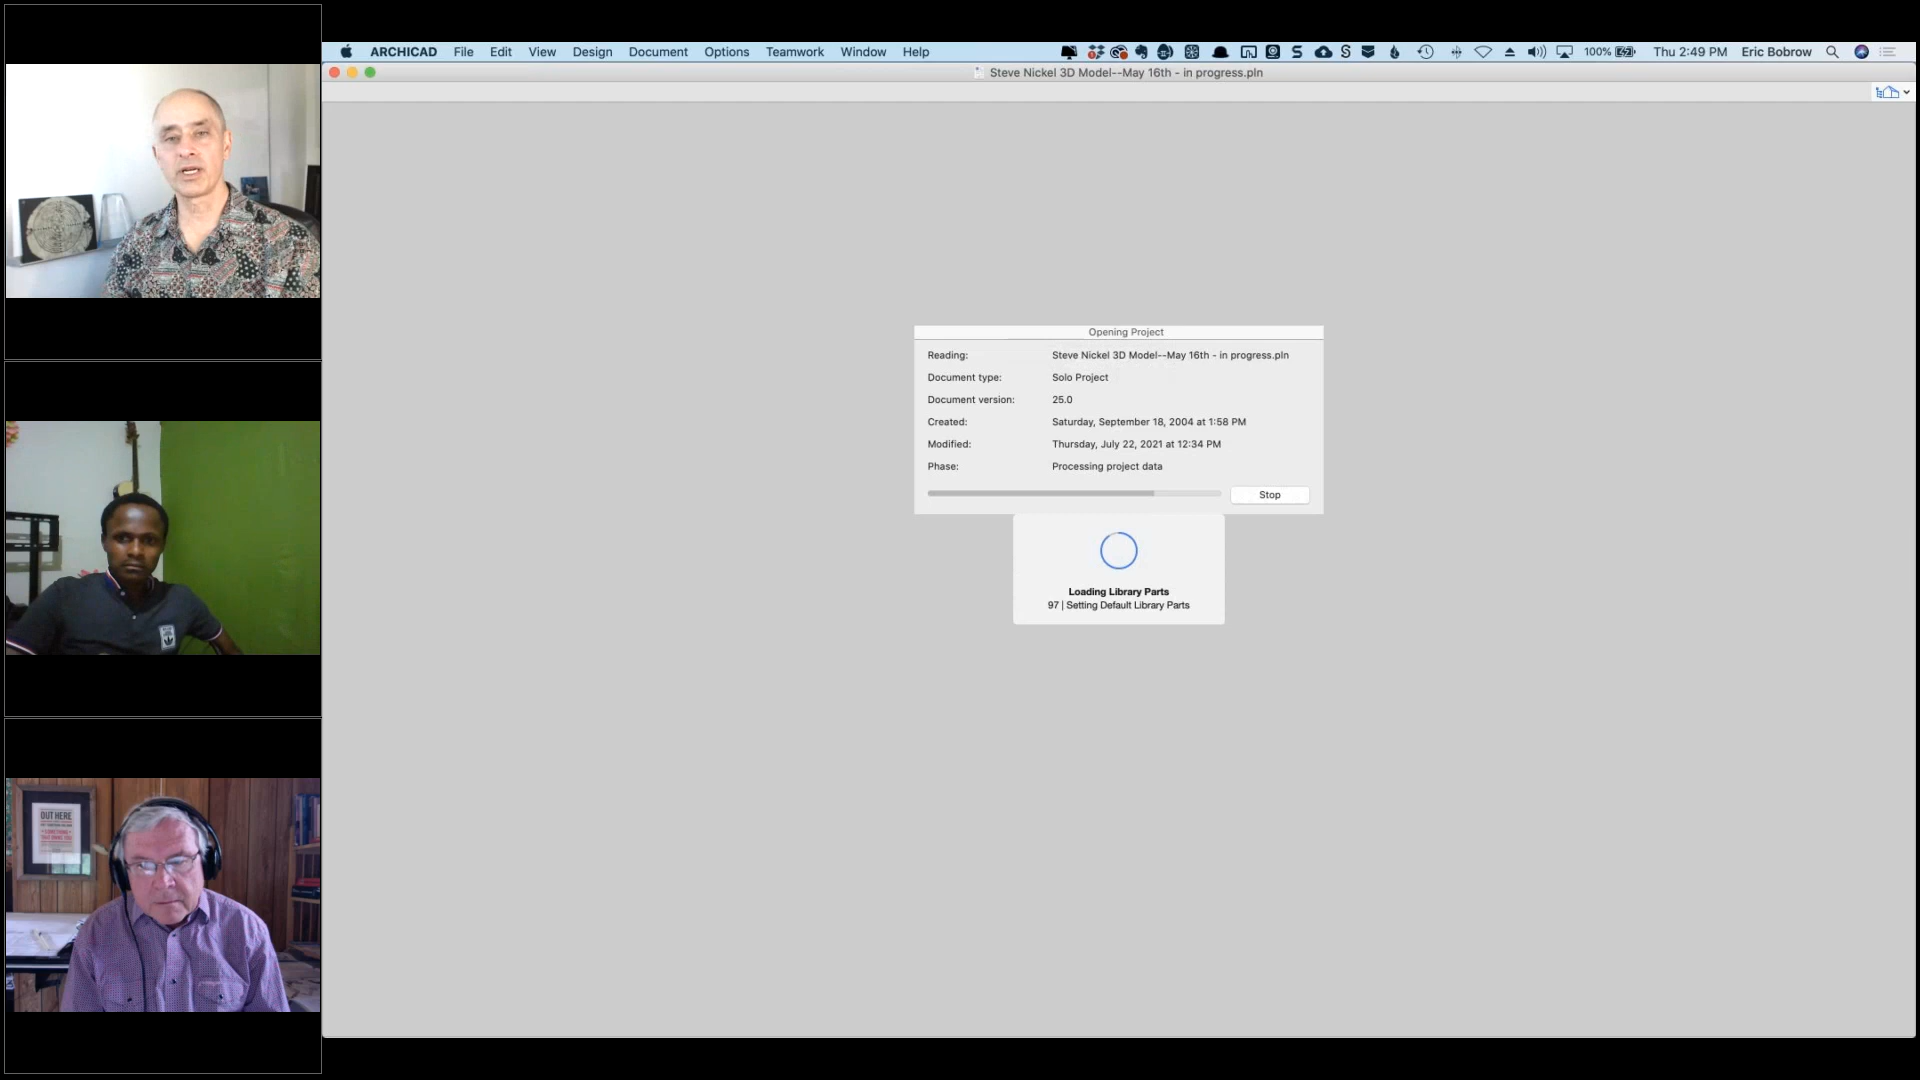 ARCHICAD File Edit View Design Document Options Teamwork Window Help 100% Thu 2:49 PM Eric Bobrow
Steve Nickel 3D Model--May 16th - in progress.pln
Opening Project
Reading: Steve Nickel 3D Model--May 16th - in progress.pln
Document type: Solo Project
Document version: 25.0
Created: Saturday, September 18, 2004 at 1:58 PM
Modified: Thursday, July 22, 2021 at 12:34 PM
Phase: Processing project data
Stop
Loading Library Parts
97 | Setting Default Library Parts
OUT HERE